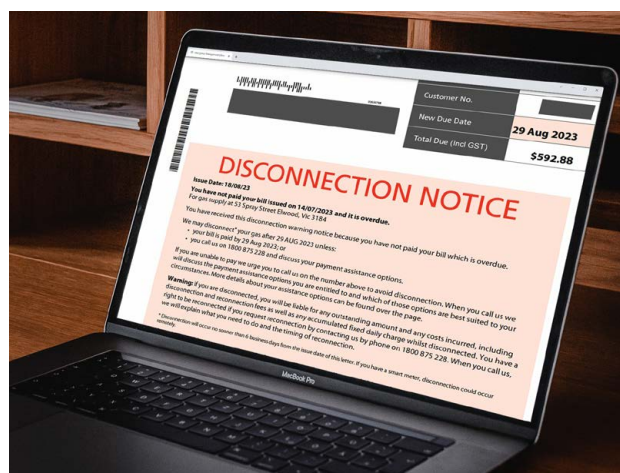 Customer No.
New Due Date
29 Aug 2023
Total Due (Incl GST)
$592.88
DISCONNECTION NOTICE
Issue Date: 18/08/23
You have not paid your bill issued on 14/07/2023 and it is overdue.
For gas supply at 53 Spray Street Elwood, Vic 3184
You have received this disconnection warning notice because you have not paid your bill which is overdue.
We may disconnect* your gas after 29 AUG 2023 unless:
• your bill is paid by 29 Aug 2023; or
• you call us on 1800 875 228 and discuss your payment assistance options.
If you are unable to pay we urge you to call us on the number above to avoid disconnection. When you call us we
will discuss the payment assistance options you are entitled to and which of those options are best suited to your
circumstances. More details about your assistance options can be found over the page.
Warning: if you are disconnected, you will be liable for any outstanding amount and any costs incurred, including
disconnection and reconnection fees as well as any accumulated fixed daily charge whilst disconnected. You have a
right to be reconnected if you request reconnection by contacting us by phone on 1800 875 228. When you call us,
we will explain what you need to do and the timing of reconnection.
* Disconnection will occur no sooner than 6 business days from the issue date of this letter. If you have a smart meter, disconnection could occur
remotely.
MacBook Pro